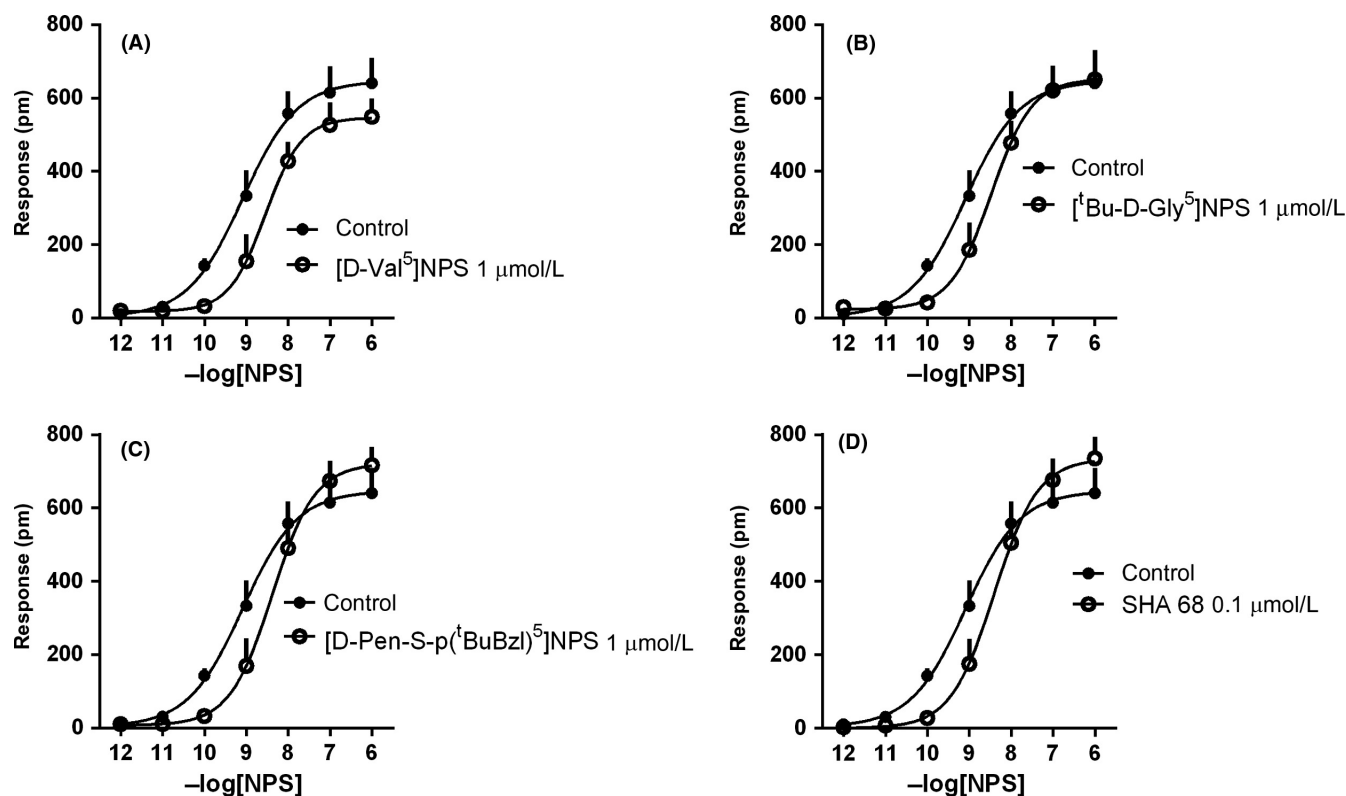 (A)
800
600
400
200
0
Response (pm)
Control
[D-Val⁵]NPS 1 μmol/L
12 11 10 9 8 7 6
–log[NPS]
(B)
800
600
400
200
0
Response (pm)
Control
[ᵗBu-D-Gly⁵]NPS 1 μmol/L
12 11 10 9 8 7 6
–log[NPS]
(C)
800
600
400
200
0
Response (pm)
Control
[D-Pen-S-p(ᵗBuBzl)⁵]NPS 1 μmol/L
12 11 10 9 8 7 6
–log[NPS]
(D)
800
600
400
200
0
Response (pm)
Control
SHA 68 0.1 μmol/L
12 11 10 9 8 7 6
–log[NPS]